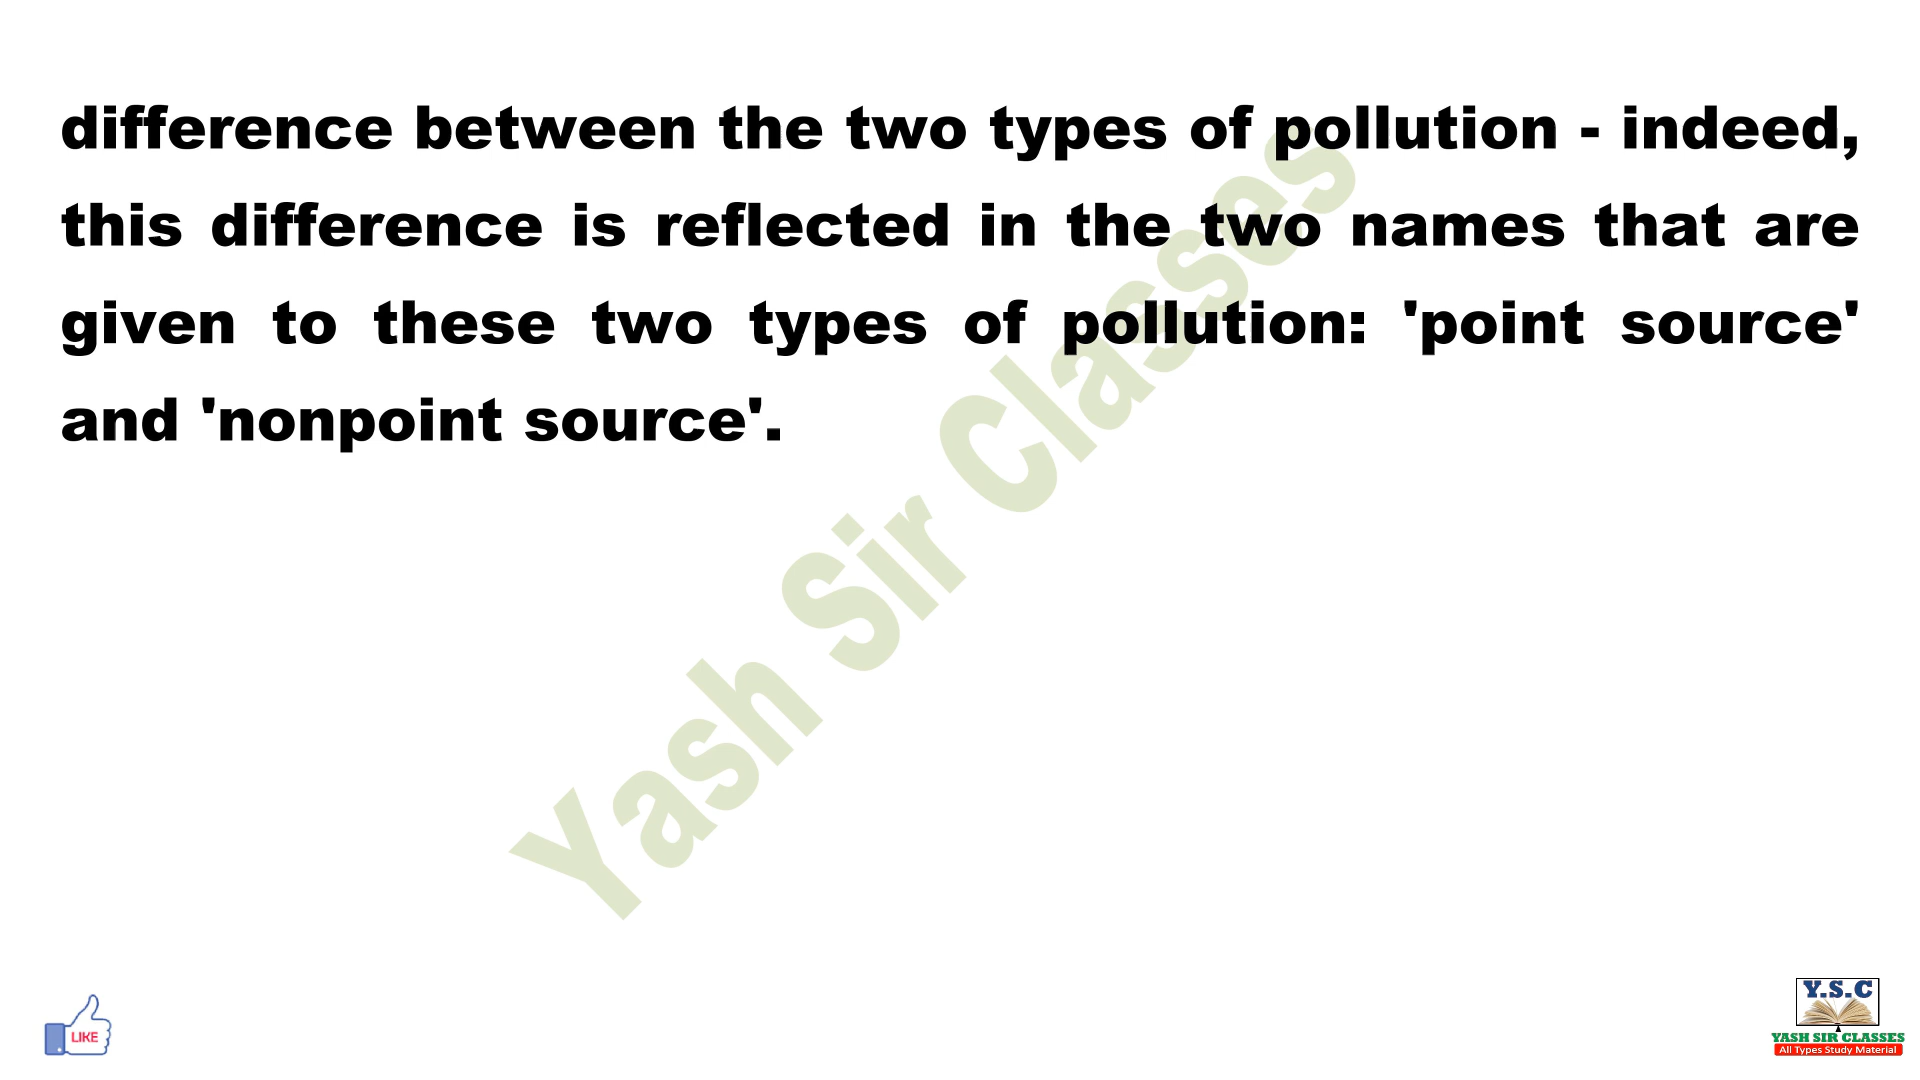 difference between the two types of pollution - indeed,
this difference is reflected in the two names that are
given to these two types of pollution: 'point source'
and 'nonpoint source'.
Yash Sir Classes
LIKE
Y.S.C
YASH SIR CLASSES
All Types Study Material